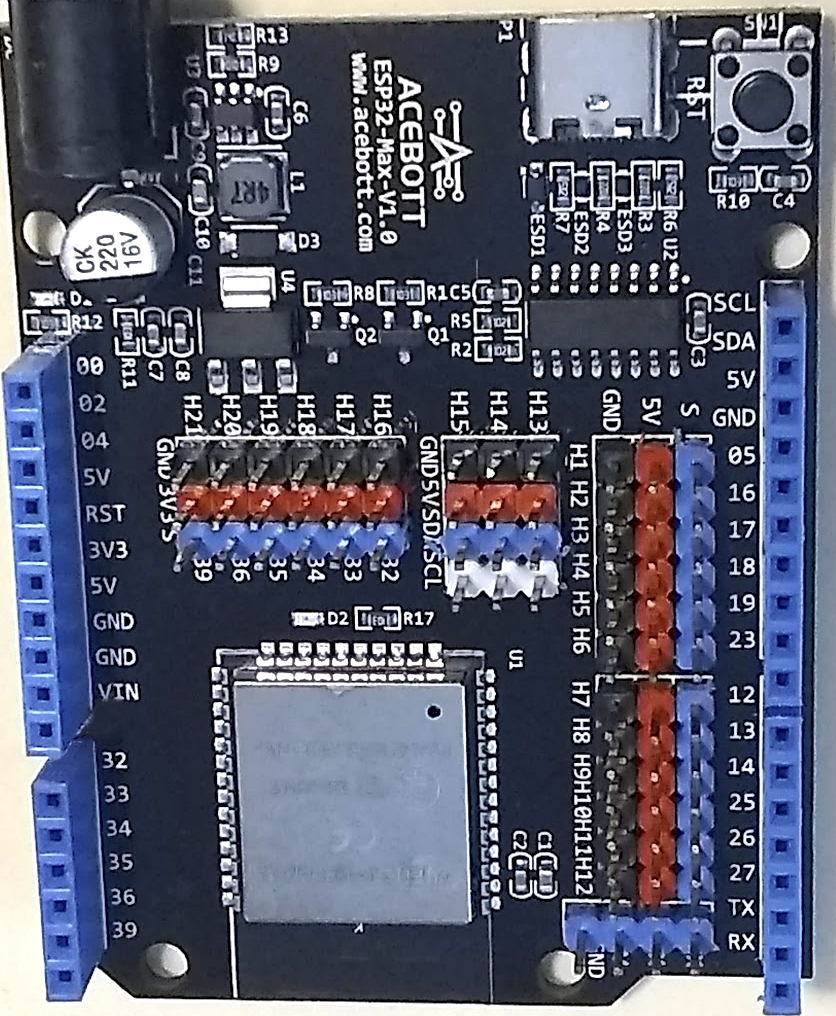 R13
R9
U3
C6
C9
4R7
L1
C10
D3
C11
U4
CK
220
16V
R12
R11
C7
C8
ACEBOTT
ESP32-Max-V1.0
www.acebott.com
P1
SW1
RST
R10
C4
ESD1
R7
ESD2
R4
ESD3
R3
R6
U2
R8
R1
C5
R5
R2
Q2
Q1
C3
00
02
04
5V
RST
3V3
5V
GND
GND
VIN
32
33
34
35
36
39
H21
H20
H19
H18
H17
H16
GND
3V3
S
39
36
35
34
33
32
H15
H14
H13
GND
5V
SDA
SCL
GND
5V
S
H1
H2
H3
H4
H5
H6
H7
H8
H9
H10
H11
H12
SCL
SDA
5V
GND
05
16
17
18
19
23
12
13
14
25
26
27
TX
RX
D2
R17
U1
C2
C1